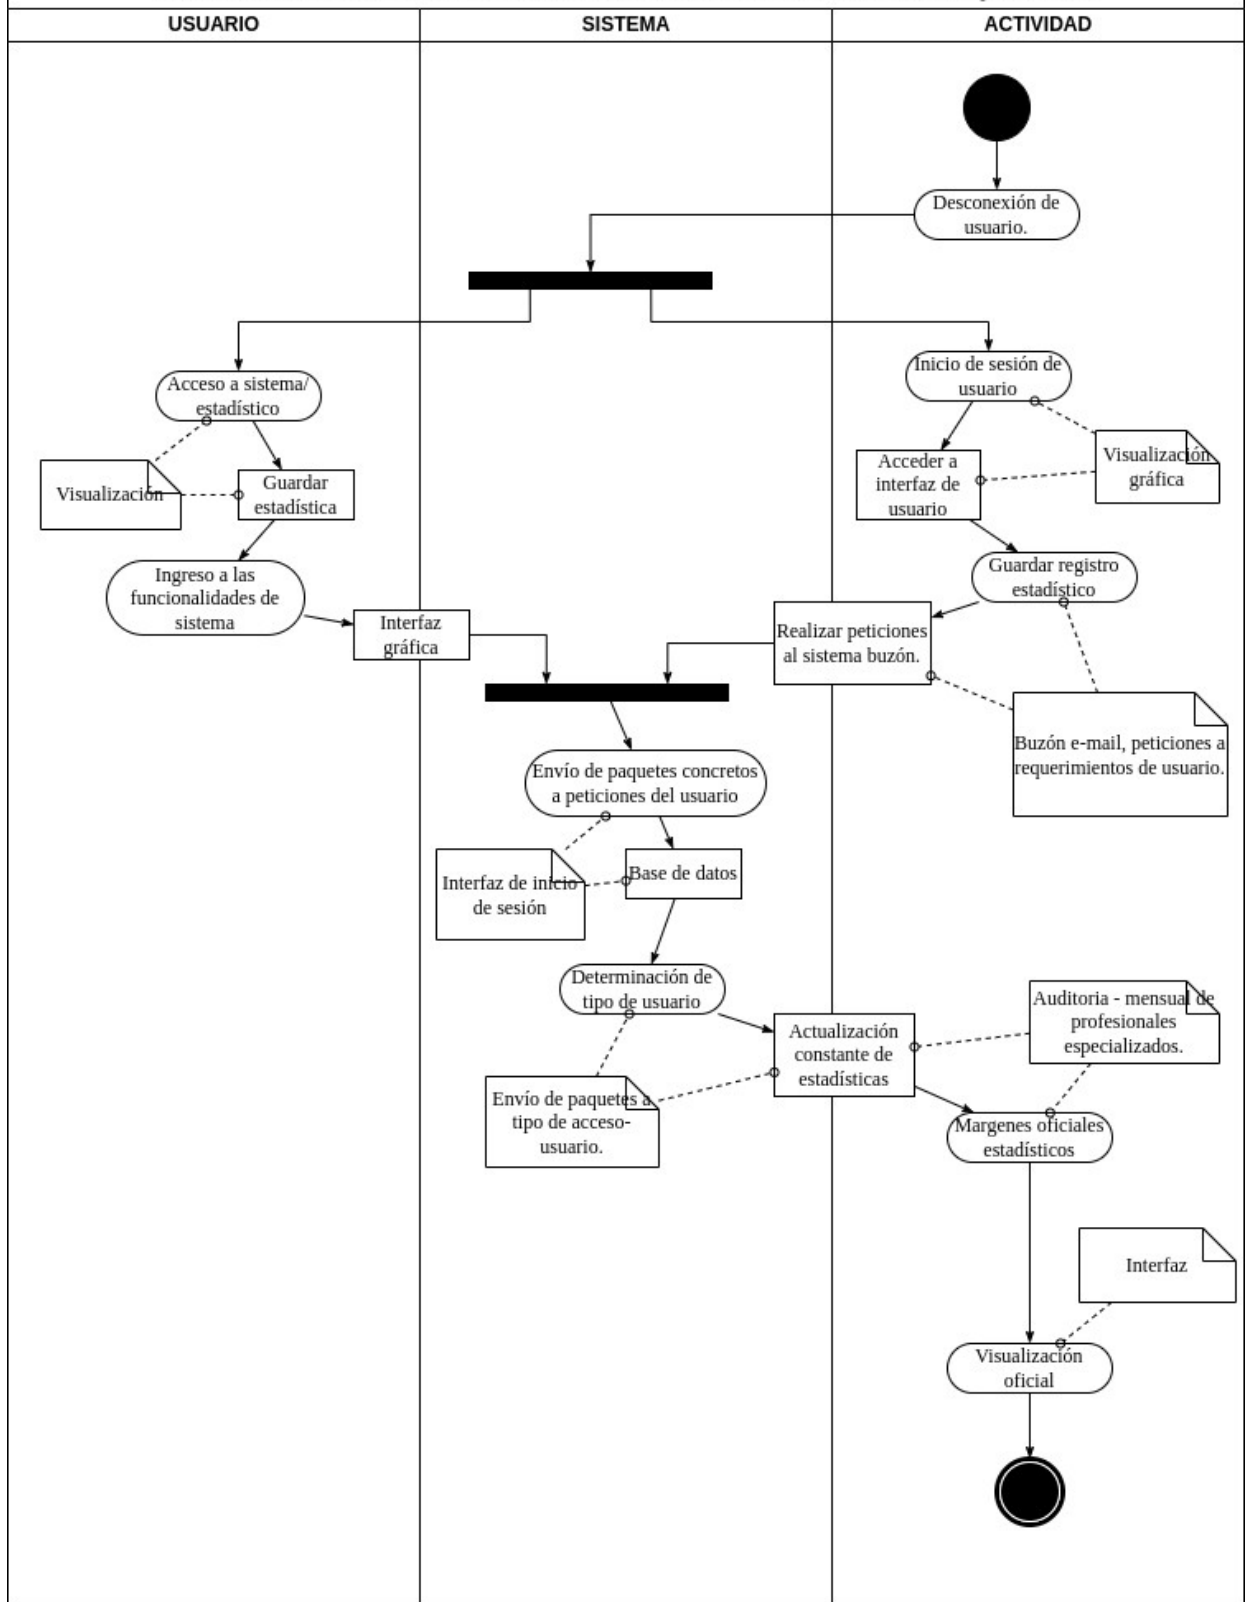 USUARIO
SISTEMA
ACTIVIDAD
Desconexión de
usuario.
Acceso a sistema/
estadístico
Inicio de sesión de
usuario
Visualización
Guardar
estadística
Acceder a
interfaz de
usuario
Visualización
gráfica
Ingreso a las
funcionalidades de
sistema
Guardar registro
estadístico
Interfaz
gráfica
Realizar peticiones
al sistema buzón.
Buzón e-mail, peticiones a
requerimientos de usuario.
Envío de paquetes concretos
a peticiones del usuario
Interfaz de inicio
de sesión
Base de datos
Determinación de
tipo de usuario
Actualización
constante de
estadísticas
Auditoria - mensual de
profesionales
especializados.
Envío de paquetes a
tipo de acceso-
usuario.
Margenes oficiales
estadísticos
Interfaz
Visualización
oficial